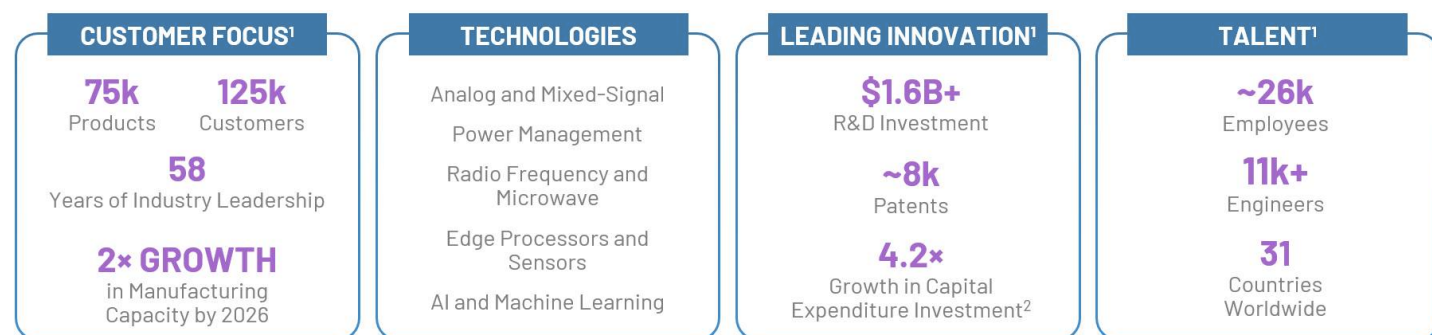 CUSTOMER FOCUS¹
75k 125k
Products Customers
58
Years of Industry Leadership
2× GROWTH
in Manufacturing
Capacity by 2026
TECHNOLOGIES
Analog and Mixed-Signal
Power Management
Radio Frequency and
Microwave
Edge Processors and
Sensors
AI and Machine Learning
LEADING INNOVATION¹
$1.6B+
R&D Investment
~8k
Patents
4.2×
Growth in Capital
Expenditure Investment²
TALENT¹
~26k
Employees
11k+
Engineers
31
Countries
Worldwide